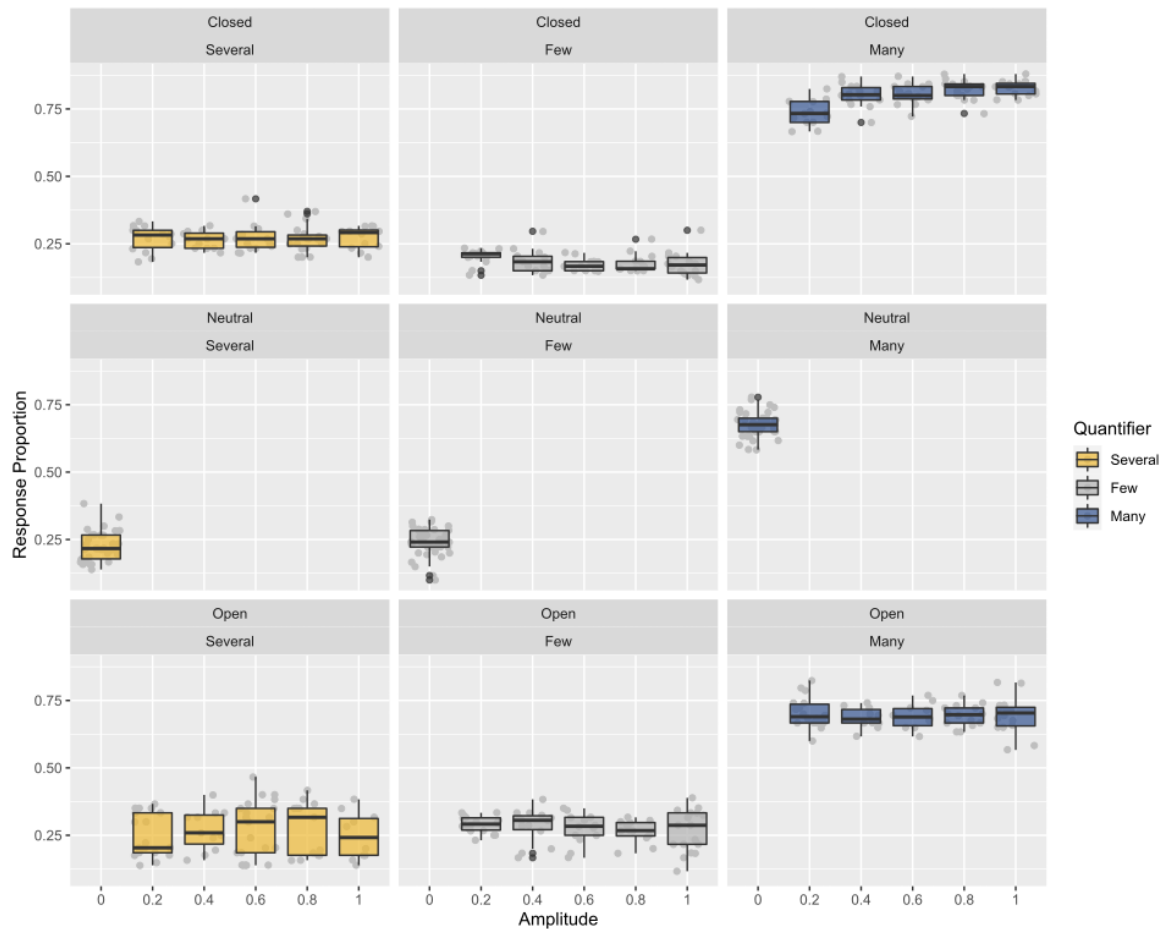 Closed Closed Closed
Several Few Many
0.75
0.50
0.25
Neutral Neutral Neutral
Several Few Many
0.75
0.50
0.25
Response Proportion
Quantifier
Several
Few
Many
Open Open Open
Several Few Many
0.75
0.50
0.25
0 0.2 0.4 0.6 0.8 1 0 0.2 0.4 0.6 0.8 1 0 0.2 0.4 0.6 0.8 1
Amplitude